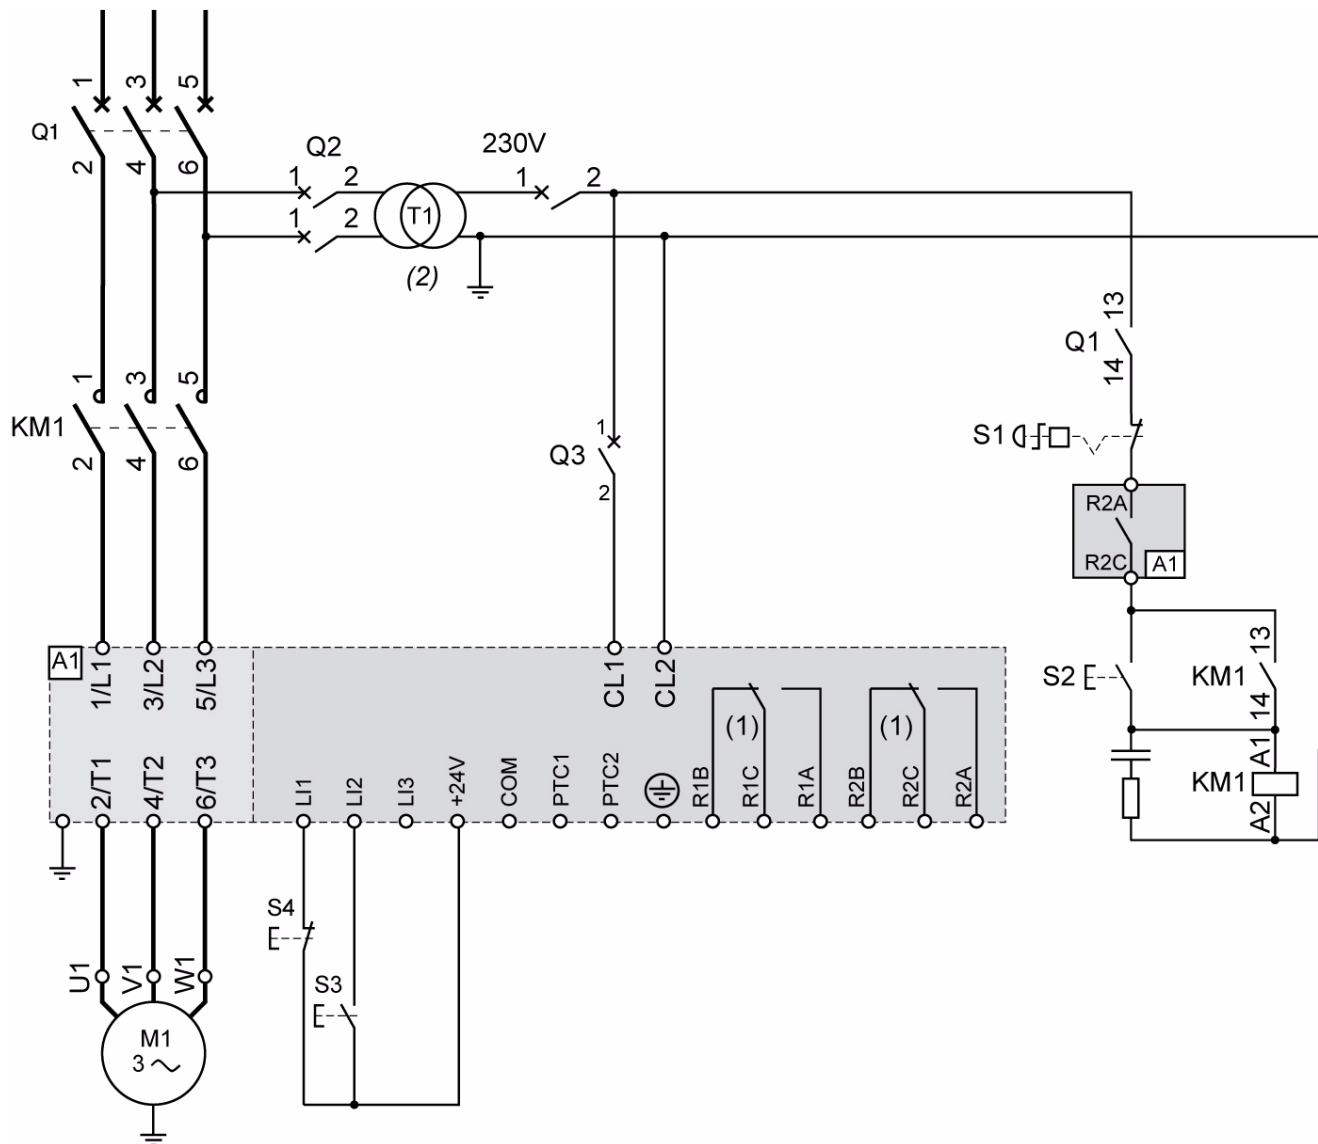 1 3 5
Q1
2 4 6
Q2
1 2
1 2
T1
(2)
230V
1 2
1 3 5
KM1
2 4 6
1
Q3
2
13
Q1
14
S1
R2A
R2C
A1
13
S2
KM1
14
A1
KM1
A2
A1
1/L1 3/L2 5/L3
CL1 CL2
(1) (1)
2/T1 4/T2 6/T3
LI1 LI2 LI3 +24V COM PTC1 PTC2 R1B R1C R1A R2B R2C R2A
S4
S3
U1 V1 W1
M1
3